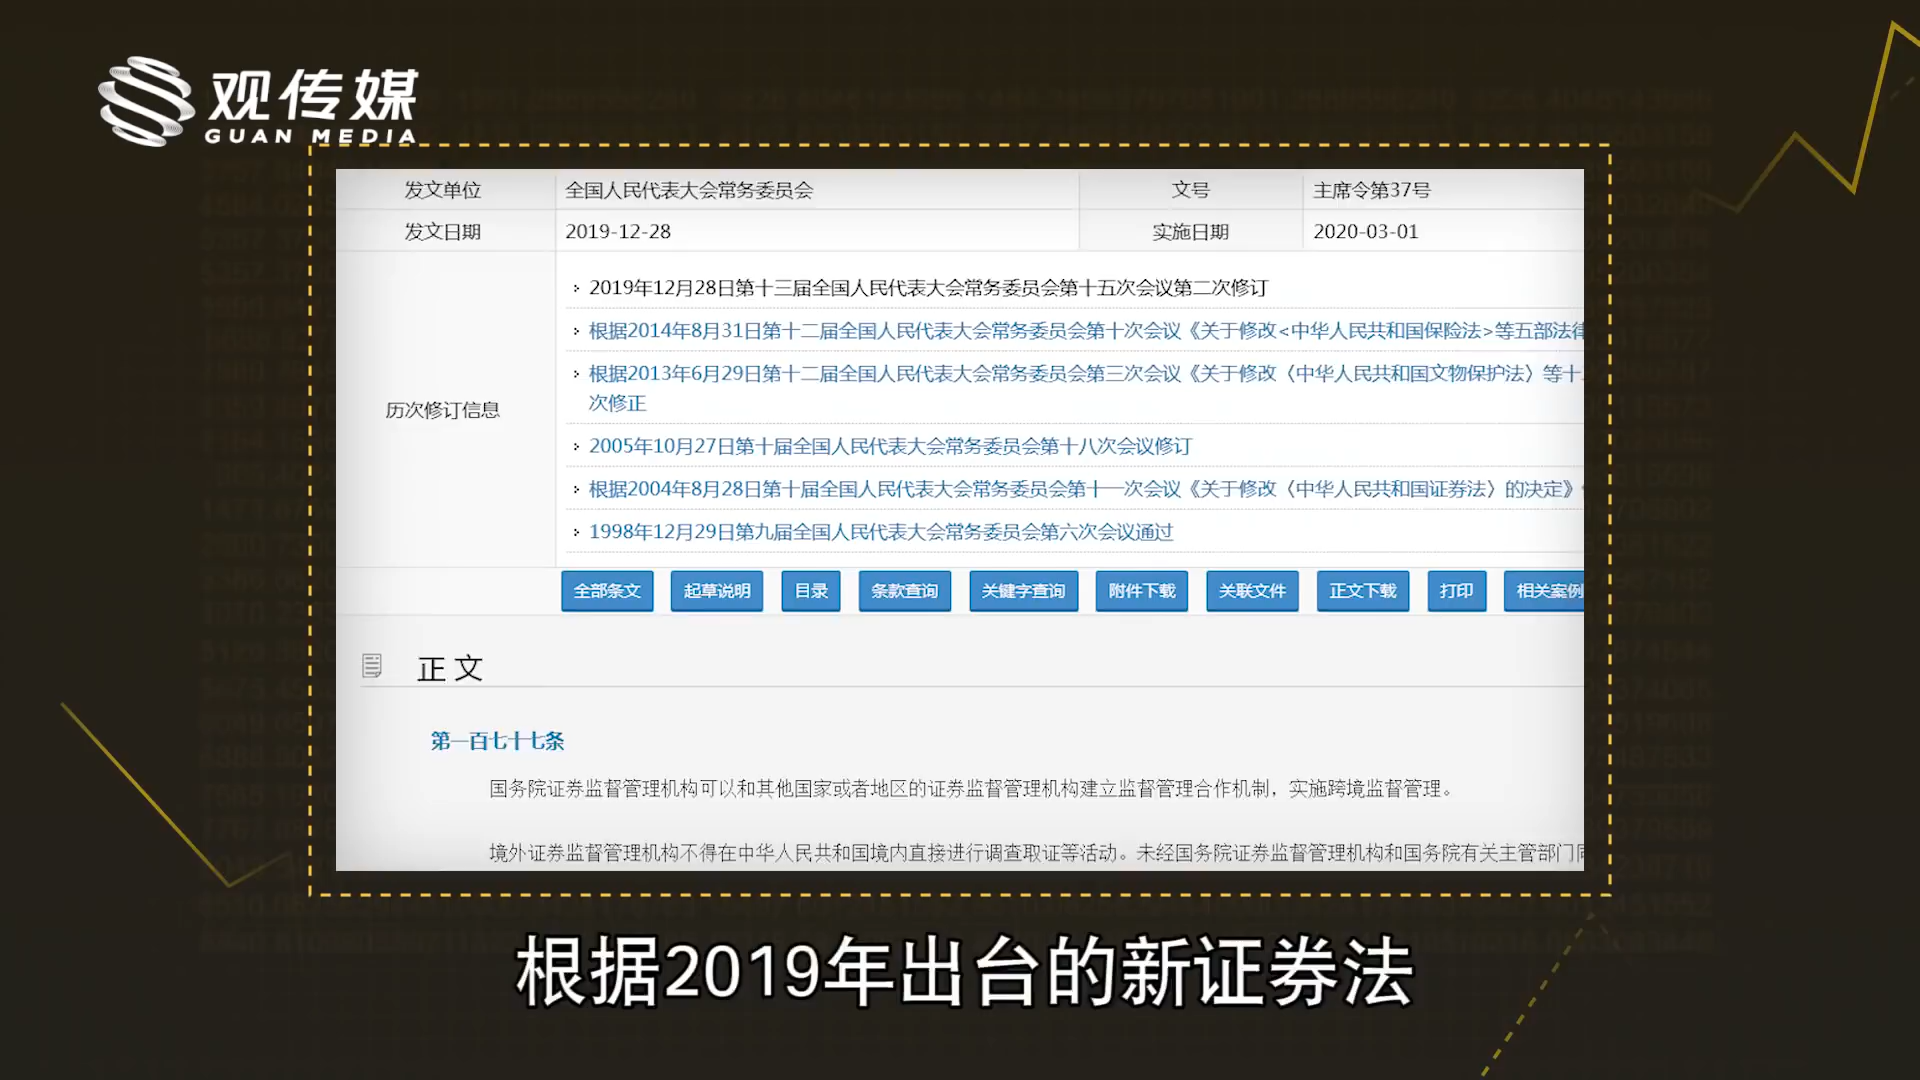 观传媒
GUAN MEDIA
发文单位 全国人民代表大会常务委员会 文号 主席令第37号
发文日期 2019-12-28 实施日期 2020-03-01
历次修订信息
2019年12月28日第十三届全国人民代表大会常务委员会第十五次会议第二次修订
根据2014年8月31日第十二届全国人民代表大会常务委员会第十次会议《关于修改<中华人民共和国保险法>等五部法律
根据2013年6月29日第十二届全国人民代表大会常务委员会第三次会议《关于修改〈中华人民共和国文物保护法〉等十
次修正
2005年10月27日第十届全国人民代表大会常务委员会第十八次会议修订
根据2004年8月28日第十届全国人民代表大会常务委员会第十一次会议《关于修改〈中华人民共和国证券法〉的决定》
1998年12月29日第九届全国人民代表大会常务委员会第六次会议通过
全部条文 起草说明 目录 条款查询 关键字查询 附件下载 关联文件 正文下载 打印 相关案例
正文
第一百七十七条
国务院证券监督管理机构可以和其他国家或者地区的证券监督管理机构建立监督管理合作机制，实施跨境监督管理。
境外证券监督管理机构不得在中华人民共和国境内直接进行调查取证等活动。未经国务院证券监督管理机构和国务院有关主管部门
根据2019年出台的新证券法